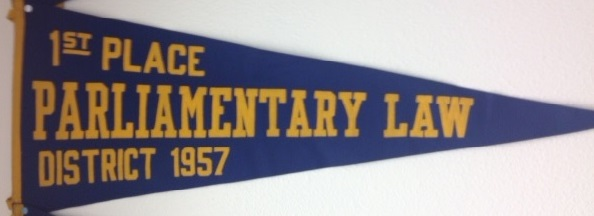 1ST PLACE
PARLIAMENTARY LAW
DISTRICT 1957